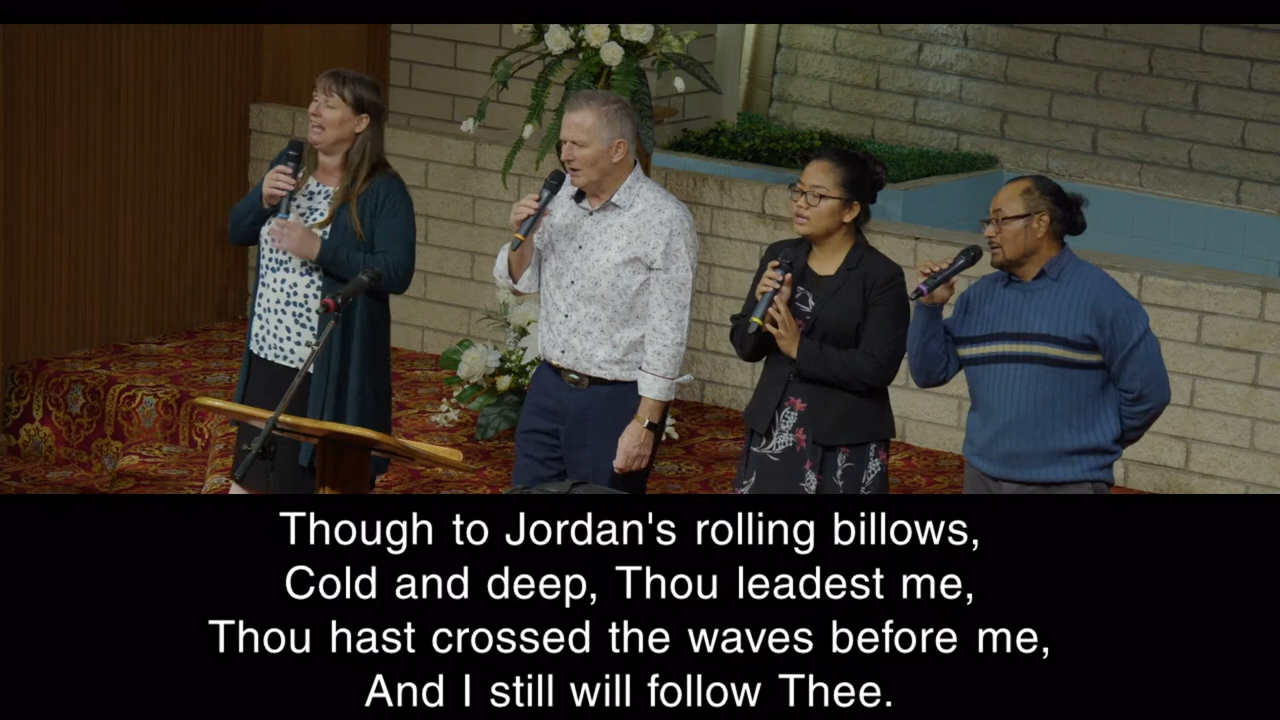 Though to Jordan's rolling billows,
Cold and deep, Thou leadest me,
Thou hast crossed the waves before me,
And I still will follow Thee.